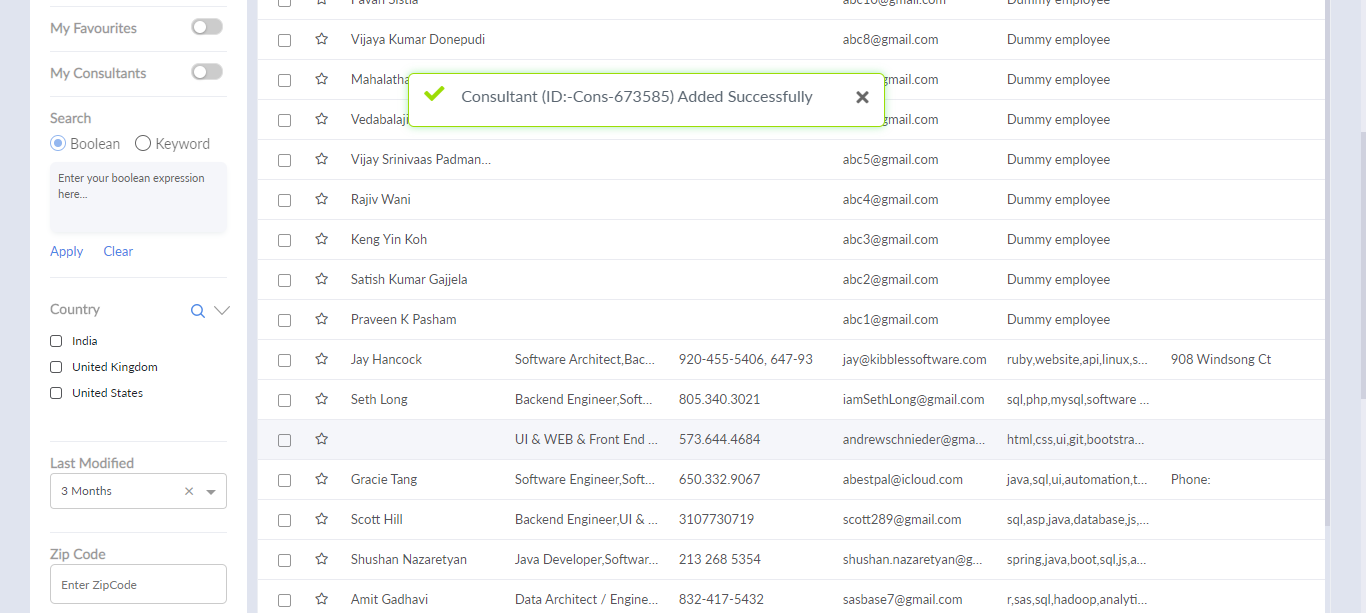 My Favourites
My Consultants
Search
Boolean Keyword
Enter your boolean expression
here...
Apply Clear
Country
India
United Kingdom
United States
Last Modified
3 Months
Zip Code
Enter ZipCode
Pavan Sistla abc10@gmail.com Dummy employee
Vijaya Kumar Donepudi abc8@gmail.com Dummy employee
Consultant (ID:-Cons-673585) Added Successfully
Mahalatha gmail.com Dummy employee
Vedabalaji gmail.com Dummy employee
Vijay Srinivaas Padman... abc5@gmail.com Dummy employee
Rajiv Wani abc4@gmail.com Dummy employee
Keng Yin Koh abc3@gmail.com Dummy employee
Satish Kumar Gajjela abc2@gmail.com Dummy employee
Praveen K Pasham abc1@gmail.com Dummy employee
Jay Hancock Software Architect,Bac... 920-455-5406, 647-93 jay@kibblessoftware.com ruby,website,api,linux,s... 908 Windsong Ct
Seth Long Backend Engineer,Soft... 805.340.3021 iamSethLong@gmail.com sql,php,mysql,software ...
UI & WEB & Front End ... 573.644.4684 andrewschnieder@gma... html,css,ui,git,bootstra...
Gracie Tang Software Engineer,Soft... 650.332.9067 abestpal@icloud.com java,sql,ui,automation,t... Phone:
Scott Hill Backend Engineer,UI & ... 3107730719 scott289@gmail.com sql,asp,java,database,js,...
Shushan Nazaretyan Java Developer,Softwar... 213 268 5354 shushan.nazaretyan@g... spring,java,boot,sql,js,a...
Amit Gadhavi Data Architect / Engine... 832-417-5432 sasbase7@gmail.com r,sas,sql,hadoop,analyti...